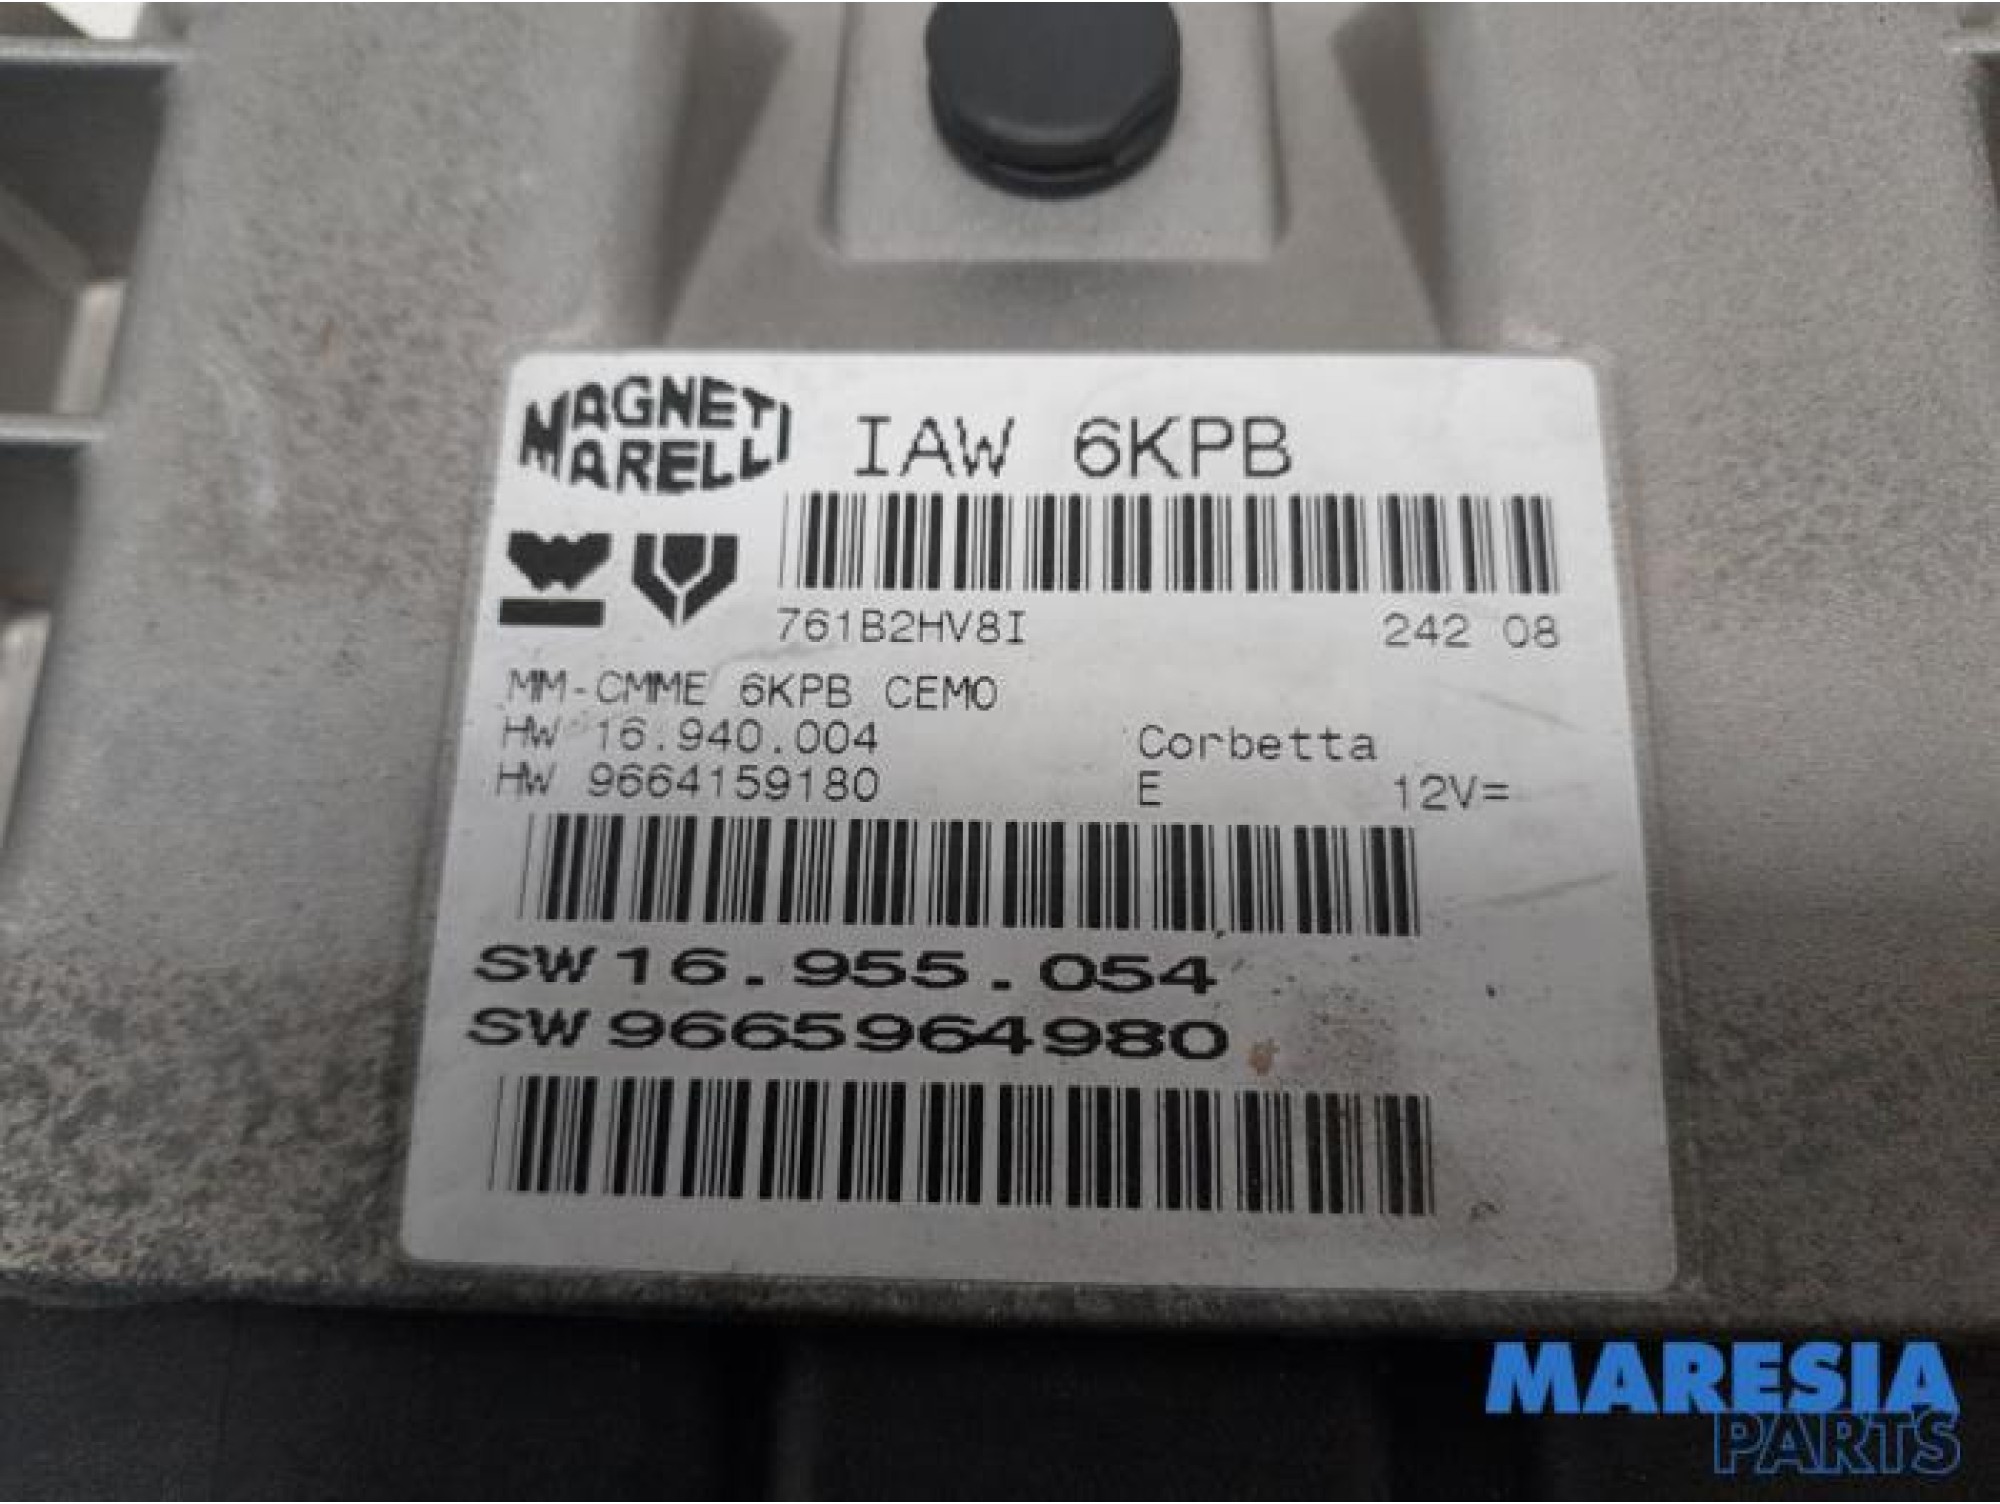 MAGNETI MARELLI
IAW 6KPB
761B2HV8I 242 08
MM-CMME 6KPB CEMO
HW 16.940.004 Corbetta
HW 9664159180 E 12V=
SW 16.955.054
SW 9665964980
MARESIA
PARTS